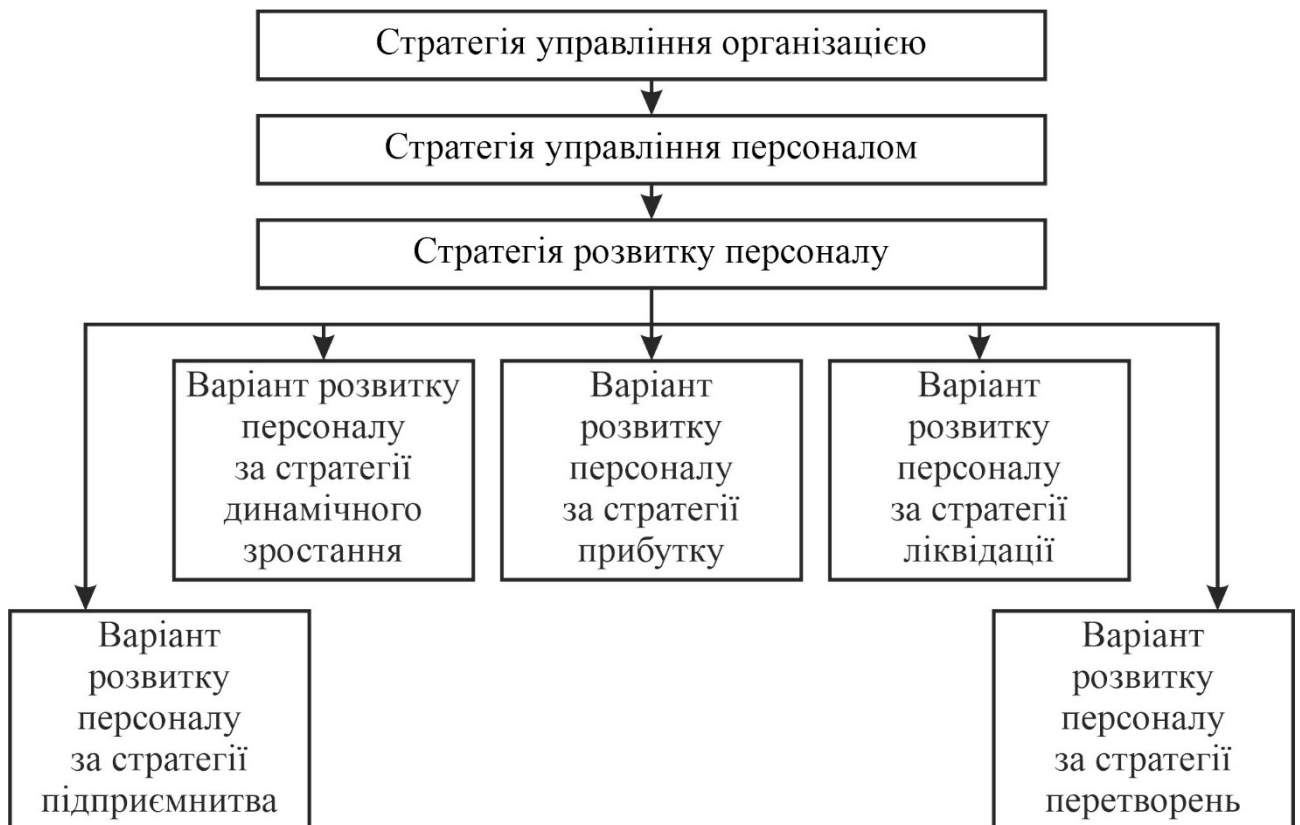 Стратегія управління організацією
Стратегія управління персоналом
Стратегія розвитку персоналу
Варіант розвитку
персоналу
за стратегії
динамічного
зростання
Варіант
розвитку
персоналу
за стратегії
прибутку
Варіант
розвитку
персоналу
за стратегії
ліквідації
Варіант
розвитку
персоналу
за стратегії
підприємнитва
Варіант
розвитку
персоналу
за стратегії
перетворень